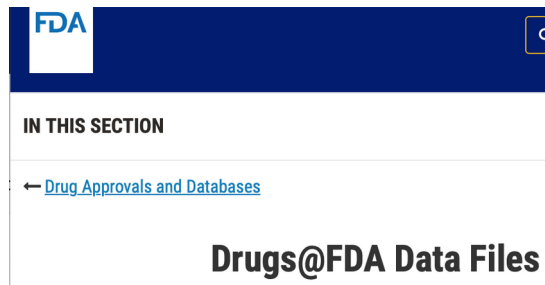 FDA
IN THIS SECTION
← Drug Approvals and Databases
Drugs@FDA Data Files